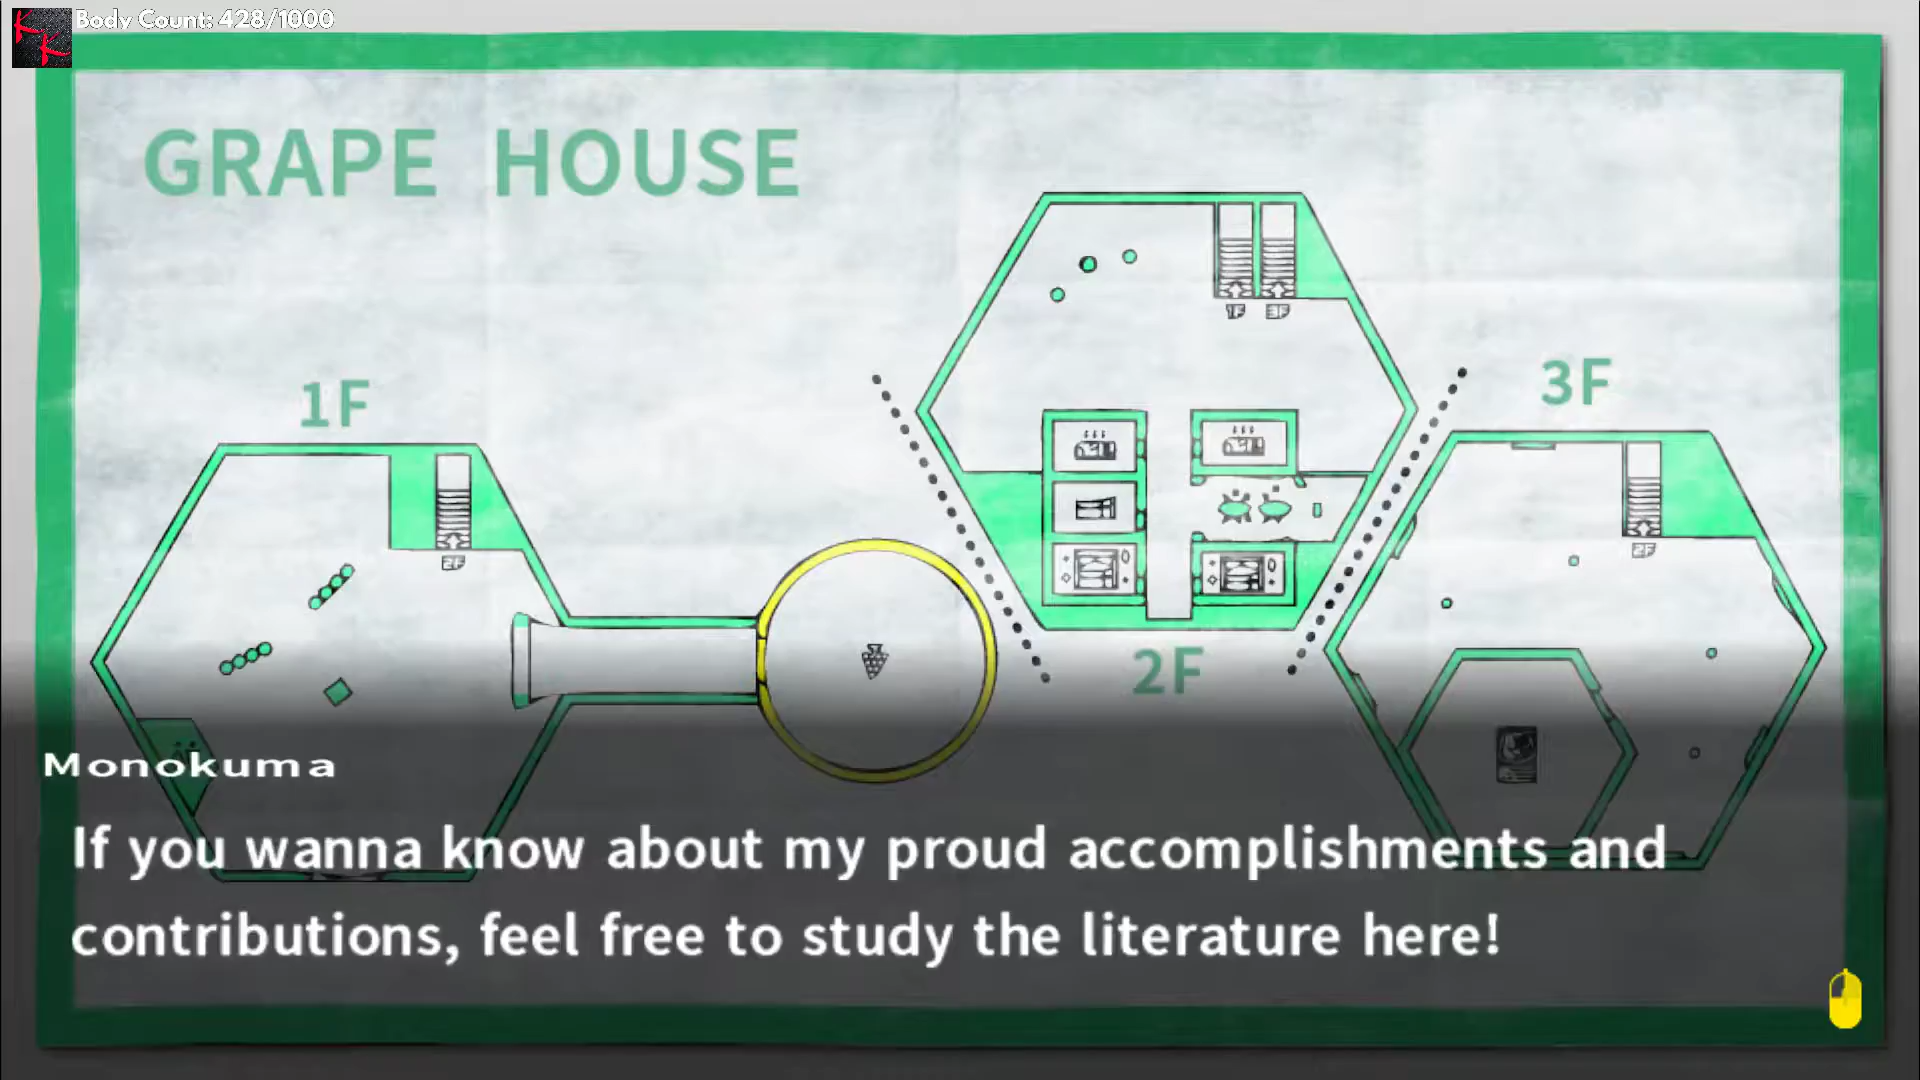 K
K
Body Count: 428/1000
GRAPE HOUSE
1F 3F
3F
1F
2F
2F
2F
Monokuma
If you wanna know about my proud accomplishments and
contributions, feel free to study the literature here!